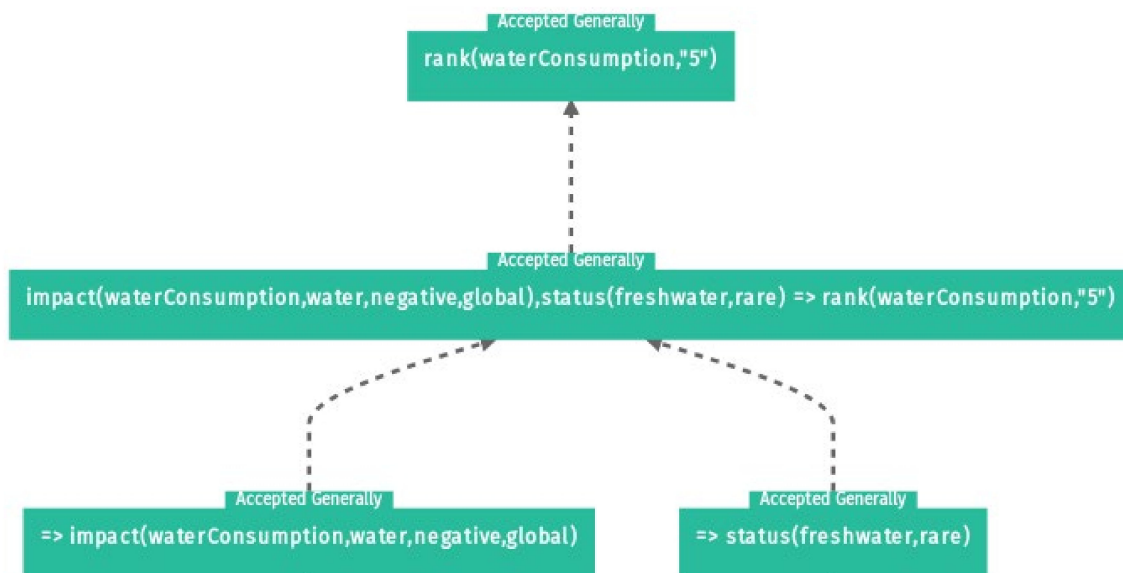 Accepted Generally
rank(waterConsumption,"5")
Accepted Generally
impact(waterConsumption,water,negative,global),status(freshwater,rare) => rank(waterConsumption,"5")
Accepted Generally
=> impact(waterConsumption,water,negative,global)
Accepted Generally
=> status(freshwater,rare)